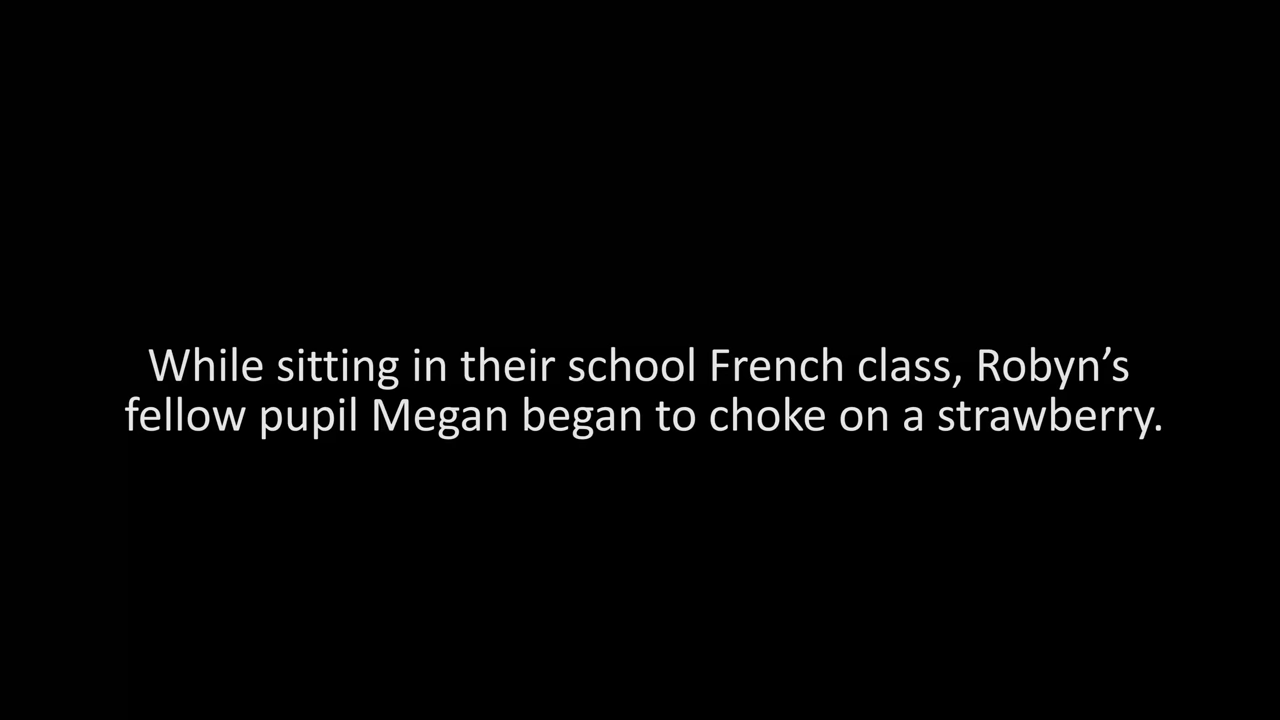 While sitting in their school French class, Robyn’s
fellow pupil Megan began to choke on a strawberry.